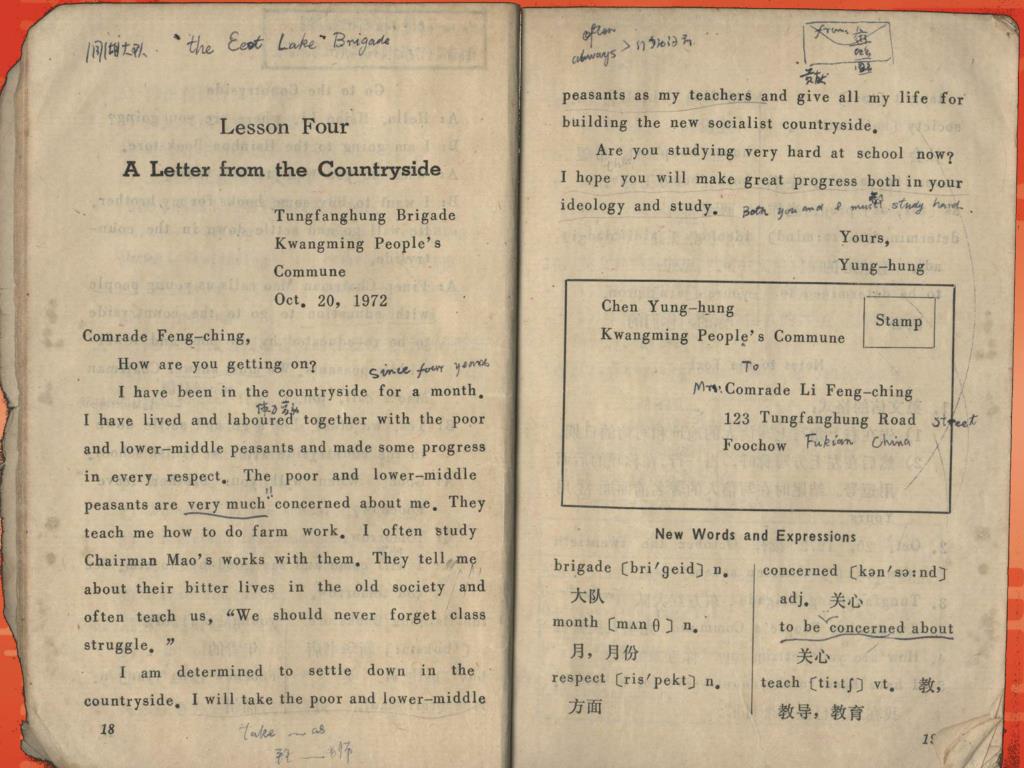 "the East Lake" Brigade
Lesson Four
A Letter from the Countryside
Tungfanghung Brigade
Kwangming People's
Commune
Oct. 20, 1972
Comrade Feng-ching,
How are you getting on?
since four years
I have been in the countryside for a month.
I have lived and laboured together with the poor
and lower-middle peasants and made some progress
in every respect. The poor and lower-middle
peasants are very much concerned about me. They
teach me how to do farm work. I often study
Chairman Mao's works with them. They tell me
about their bitter lives in the old society and
often teach us, "We should never forget class
struggle."
I am determined to settle down in the
countryside. I will take the poor and lower-middle
18
take — as
often
always
from
贡献
peasants as my teachers and give all my life for
building the new socialist countryside.
Are you studying very hard at school now?
I hope you will make great progress both in your
ideology and study. Both you and I must study hard.
Yours,
Yung-hung
Chen Yung-hung
Kwangming People's Commune
Stamp
To
Mrs. Comrade Li Feng-ching
123 Tungfanghung Road street
Foochow Fukian China
New Words and Expressions
brigade [bri'geid] n.
大队
month [mʌnθ] n.
月，月份
respect [ris'pekt] n.
方面
concerned [kən'sə:nd]
adj. 关心
to be concerned about
关心
teach [ti:tʃ] vt. 教，
教导，教育